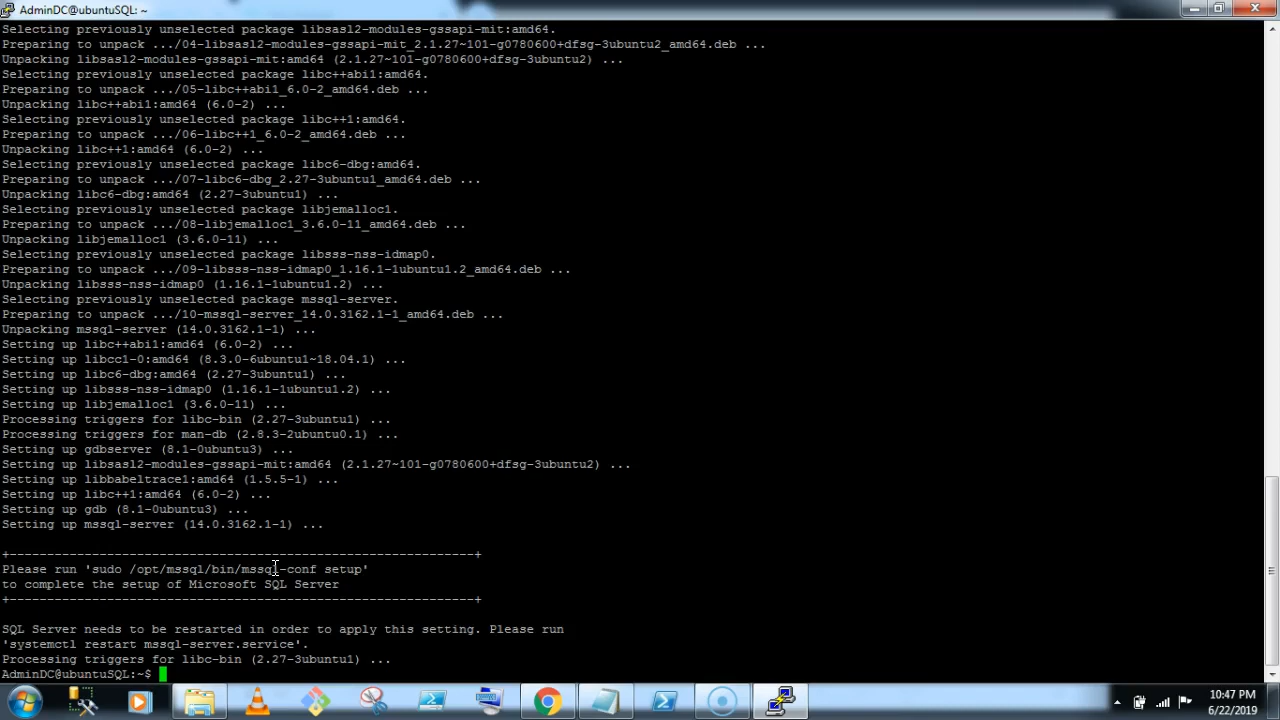 AdminDC@ubuntuSQL: ~
Selecting previously unselected package libsasl2-modules-gssapi-mit:amd64.
Preparing to unpack .../04-libsasl2-modules-gssapi-mit_2.1.27~101-g0780600+dfsg-3ubuntu2_amd64.deb ...
Unpacking libsasl2-modules-gssapi-mit:amd64 (2.1.27~101-g0780600+dfsg-3ubuntu2) ...
Selecting previously unselected package libc++abi1:amd64.
Preparing to unpack .../05-libc++abi1_6.0-2_amd64.deb ...
Unpacking libc++abi1:amd64 (6.0-2) ...
Selecting previously unselected package libc++1:amd64.
Preparing to unpack .../06-libc++1_6.0-2_amd64.deb ...
Unpacking libc++1:amd64 (6.0-2) ...
Selecting previously unselected package libc6-dbg:amd64.
Preparing to unpack .../07-libc6-dbg_2.27-3ubuntu1_amd64.deb ...
Unpacking libc6-dbg:amd64 (2.27-3ubuntu1) ...
Selecting previously unselected package libjemalloc1.
Preparing to unpack .../08-libjemalloc1_3.6.0-11_amd64.deb ...
Unpacking libjemalloc1 (3.6.0-11) ...
Selecting previously unselected package libsss-nss-idmap0.
Preparing to unpack .../09-libsss-nss-idmap0_1.16.1-1ubuntu1.2_amd64.deb ...
Unpacking libsss-nss-idmap0 (1.16.1-1ubuntu1.2) ...
Selecting previously unselected package mssql-server.
Preparing to unpack .../10-mssql-server_14.0.3162.1-1_amd64.deb ...
Unpacking mssql-server (14.0.3162.1-1) ...
Setting up libc++abi1:amd64 (6.0-2) ...
Setting up libcc1-0:amd64 (8.3.0-6ubuntu1~18.04.1) ...
Setting up libc6-dbg:amd64 (2.27-3ubuntu1) ...
Setting up libsss-nss-idmap0 (1.16.1-1ubuntu1.2) ...
Setting up libjemalloc1 (3.6.0-11) ...
Processing triggers for libc-bin (2.27-3ubuntu1) ...
Processing triggers for man-db (2.8.3-2ubuntu0.1) ...
Setting up gdbserver (8.1-0ubuntu3) ...
Setting up libsasl2-modules-gssapi-mit:amd64 (2.1.27~101-g0780600+dfsg-3ubuntu2) ...
Setting up libbabeltrace1:amd64 (1.5.5-1) ...
Setting up libc++1:amd64 (6.0-2) ...
Setting up gdb (8.1-0ubuntu3) ...
Setting up mssql-server (14.0.3162.1-1) ...
+--------------------------------------------------------------+
Please run 'sudo /opt/mssql/bin/mssql-conf setup'
to complete the setup of Microsoft SQL Server
+--------------------------------------------------------------+
SQL Server needs to be restarted in order to apply this setting. Please run
'systemctl restart mssql-server.service'.
Processing triggers for libc-bin (2.27-3ubuntu1) ...
AdminDC@ubuntuSQL:~$
10:47 PM
6/22/2019